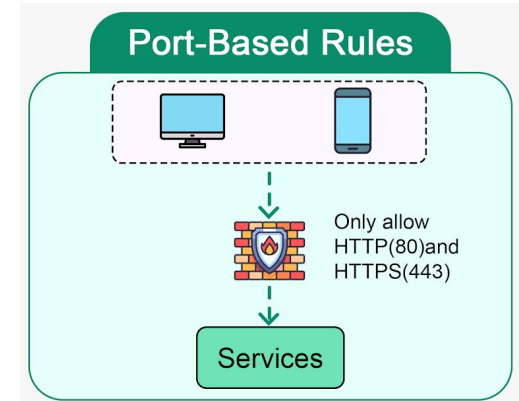 Port-Based Rules
Only allow
HTTP(80)and
HTTPS(443)
Services